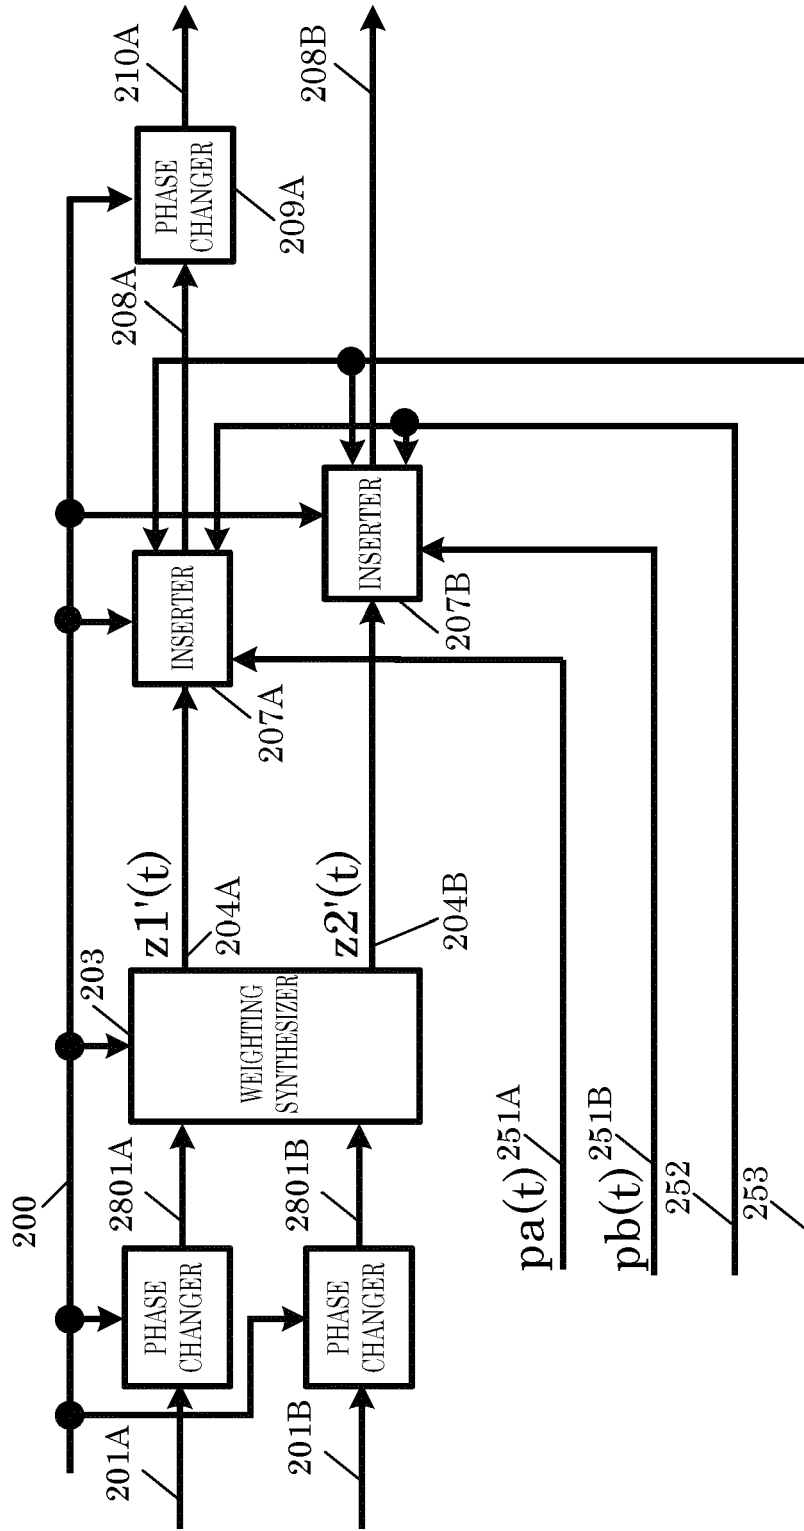 200
201A
PHASE
CHANGER
2801A
201B
PHASE
CHANGER
2801B
203
WEIGHTING
SYNTHESIZER
z1'(t)
204A
z2'(t)
204B
INSERTER
207A
INSERTER
207B
208A
PHASE
CHANGER
209A
210A
208B
pa(t)
251A
pb(t)
251B
252
253